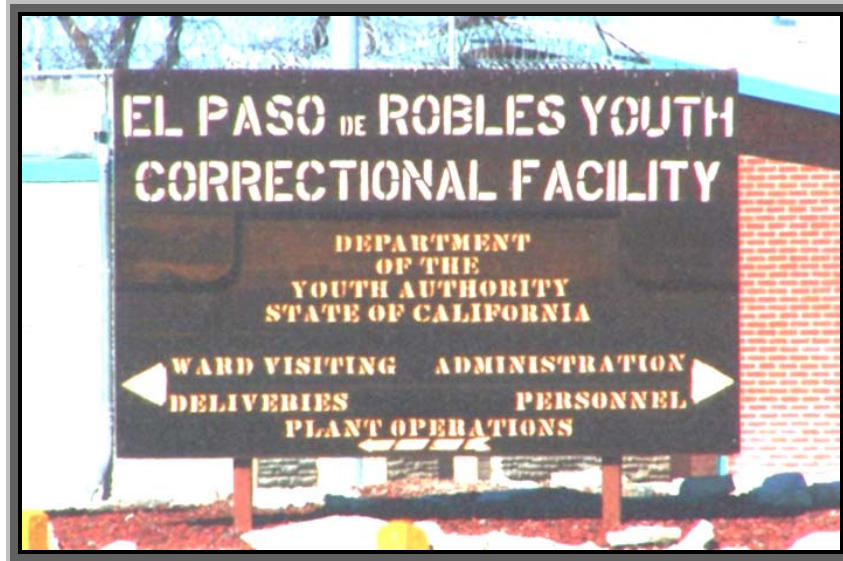 EL PASO DE ROBLES YOUTH
CORRECTIONAL FACILITY
DEPARTMENT
OF THE
YOUTH AUTHORITY
STATE OF CALIFORNIA
WARD VISITING ADMINISTRATION
DELIVERIES PERSONNEL
PLANT OPERATIONS